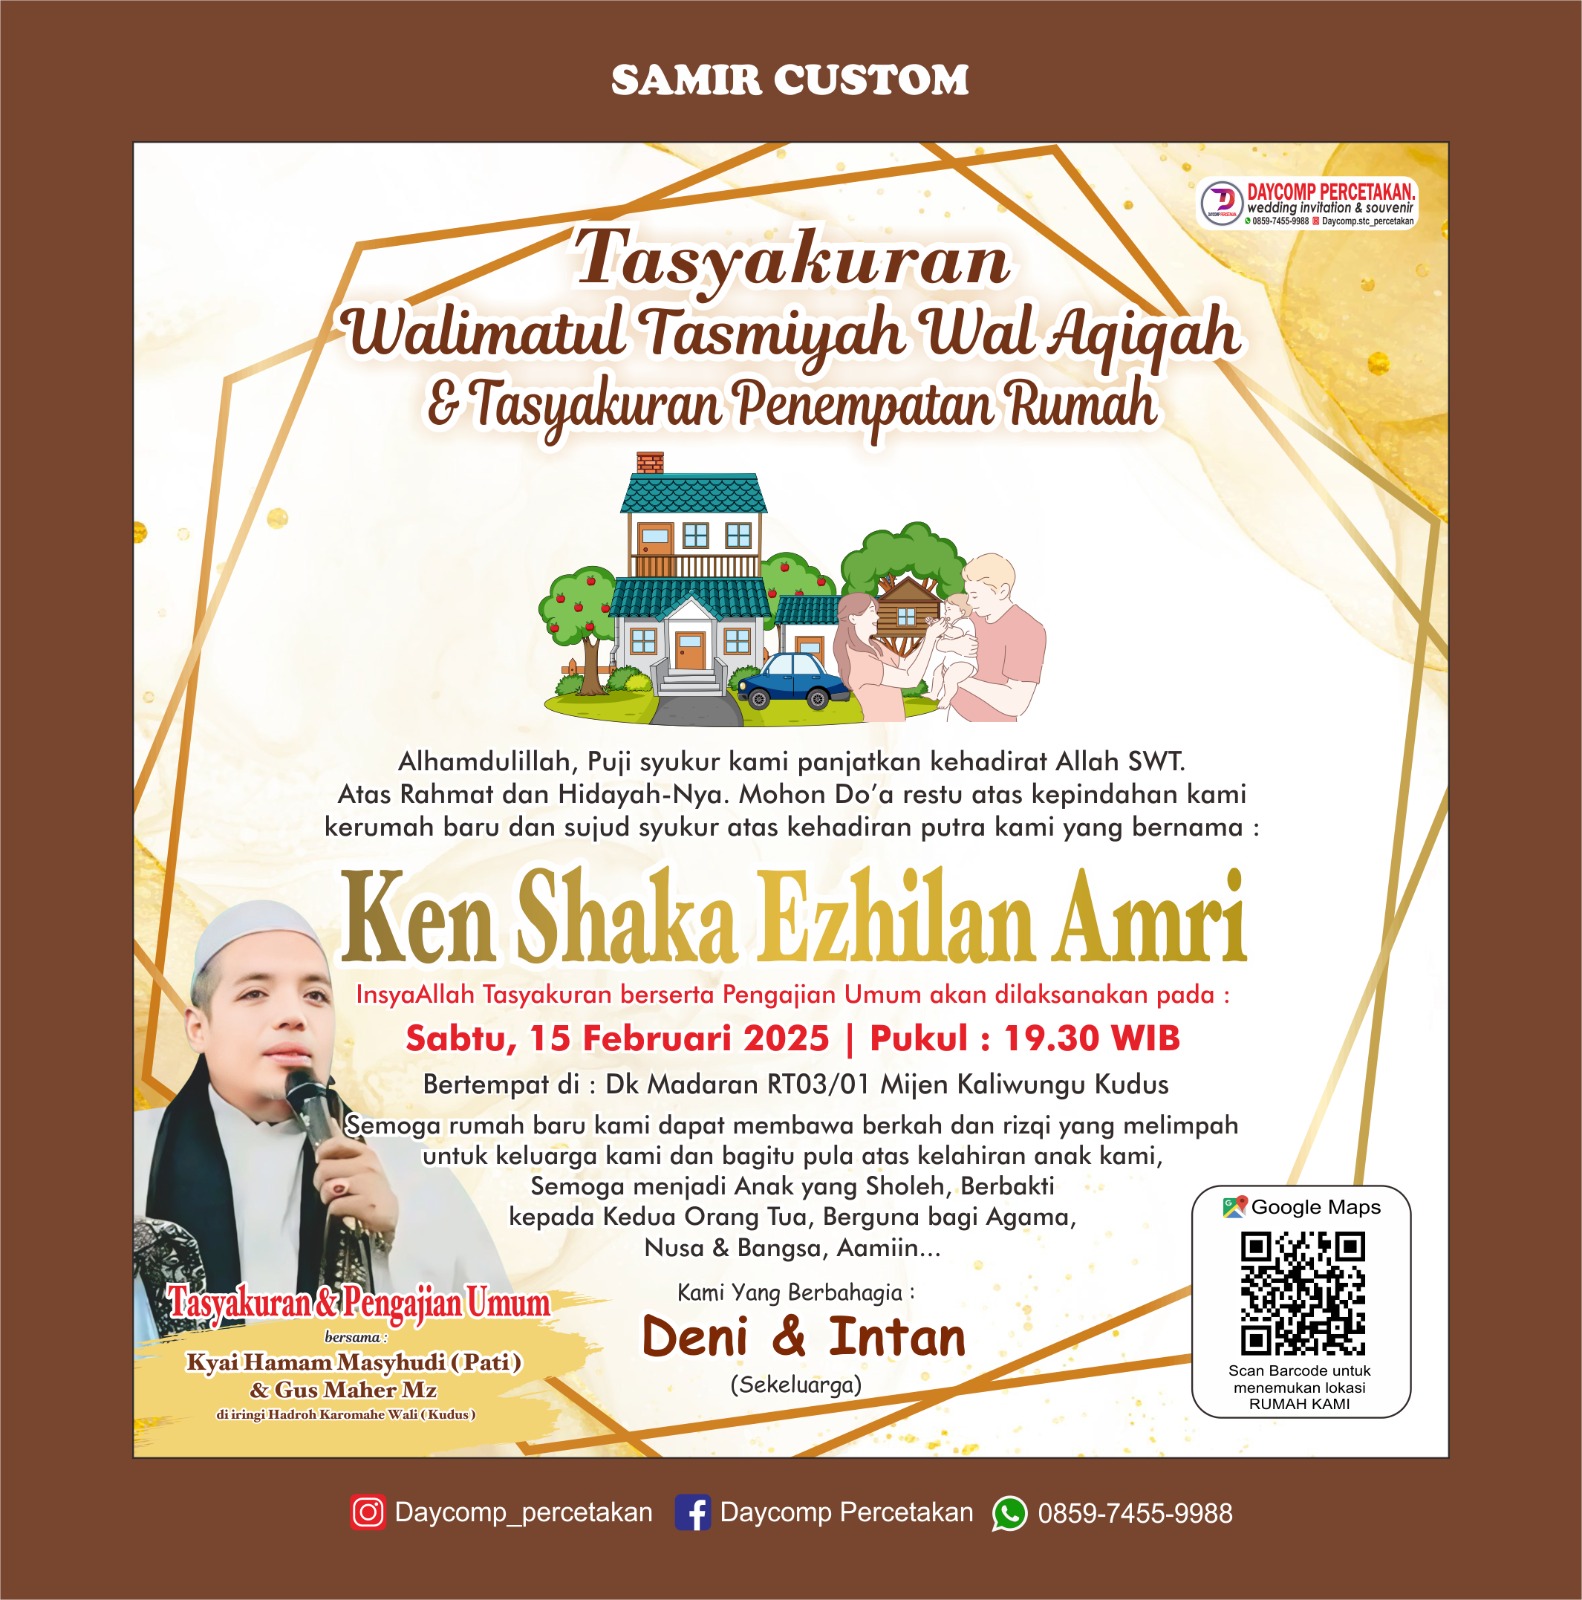 SAMIR CUSTOM
DAYCOMP PERCETAKAN.
wedding invitation & souvenir
0859-7455-9988 Daycomp.stc_percetakan
Tasyakuran
Walimatul Tasmiyah Wal Aqiqah
& Tasyakuran Penempatan Rumah
Alhamdulillah, Puji syukur kami panjatkan kehadirat Allah SWT.
Atas Rahmat dan Hidayah-Nya. Mohon Do'a restu atas kepindahan kami
kerumah baru dan sujud syukur atas kehadiran putra kami yang bernama :
Ken Shaka Ezhilan Amri
InsyaAllah Tasyakuran berserta Pengajian Umum akan dilaksanakan pada :
Sabtu, 15 Februari 2025 | Pukul : 19.30 WIB
Bertempat di : Dk Madaran RT03/01 Mijen Kaliwungu Kudus
Semoga rumah baru kami dapat membawa berkah dan rizqi yang melimpah
untuk keluarga kami dan bagitu pula atas kelahiran anak kami,
Semoga menjadi Anak yang Sholeh, Berbakti
kepada Kedua Orang Tua, Berguna bagi Agama,
Nusa & Bangsa, Aamiin...
Kami Yang Berbahagia :
Deni & Intan
(Sekeluarga)
Tasyakuran & Pengajian Umum
bersama :
Kyai Hamam Masyhudi ( Pati )
& Gus Maher Mz
di iringi Hadroh Karomahe Wali ( Kudus )
Google Maps
Scan Barcode untuk
menemukan lokasi
RUMAH KAMI
Daycomp_percetakan Daycomp Percetakan 0859-7455-9988